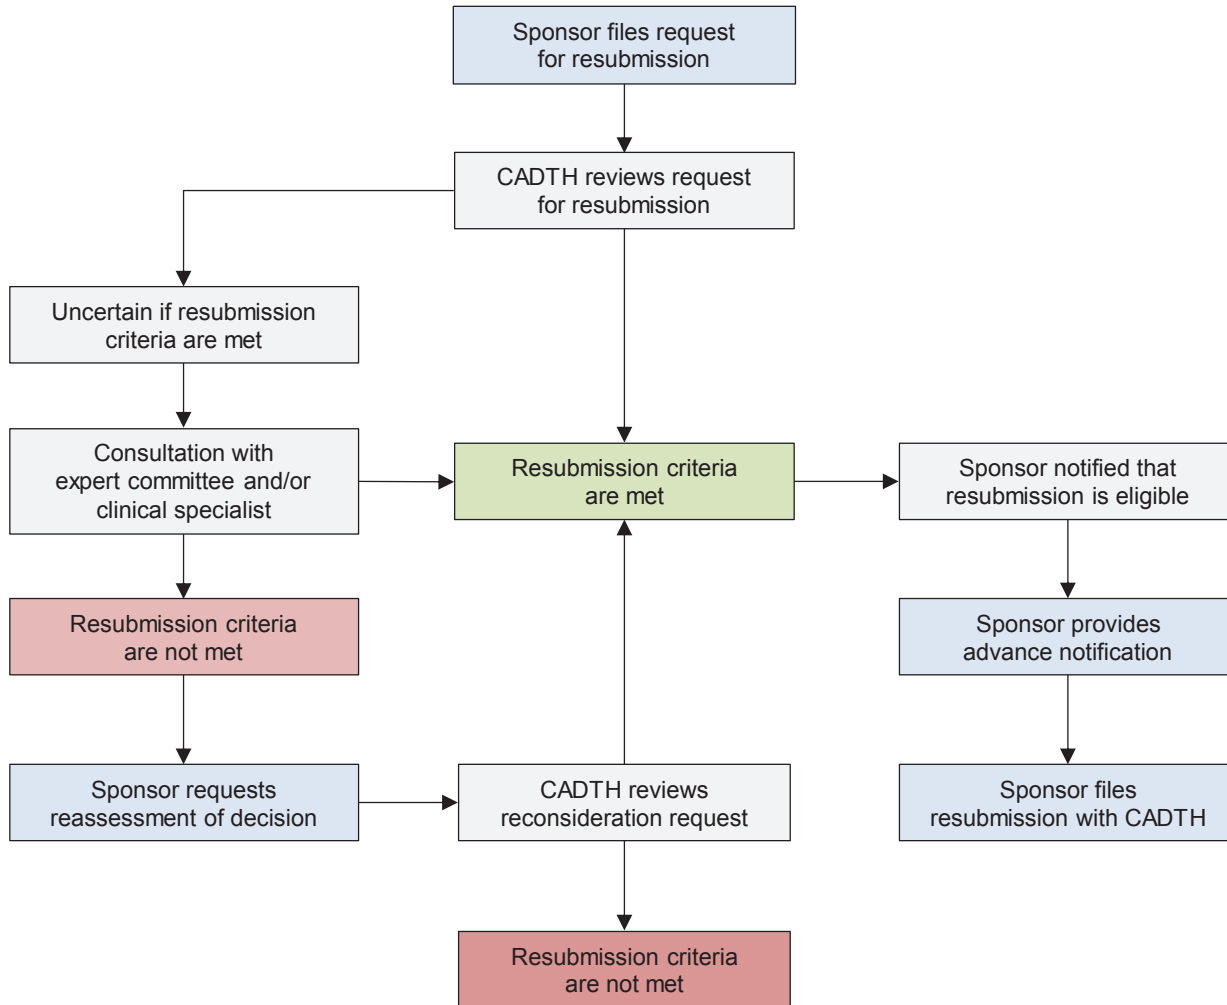 Sponsor files request
for resubmission
CADTH reviews request
for resubmission
Uncertain if resubmission
criteria are met
Consultation with
expert committee and/or
clinical specialist
Resubmission criteria
are met
Sponsor notified that
resubmission is eligible
Resubmission criteria
are not met
Sponsor provides
advance notification
Sponsor requests
reassessment of decision
CADTH reviews
reconsideration request
Sponsor files
resubmission with CADTH
Resubmission criteria
are not met